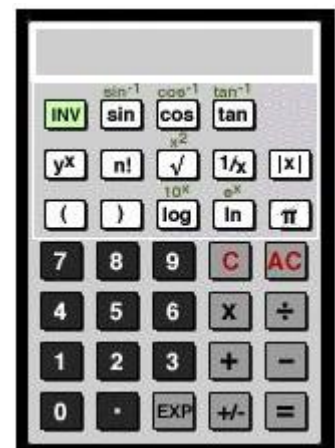 sin⁻¹ cos⁻¹ tan⁻¹
INV sin cos tan
x²
yˣ n! √ 1/x |x|
10ˣ eˣ
( ) log ln π
7 8 9 C AC
4 5 6 x ÷
1 2 3 + −
0 . EXP +/- =